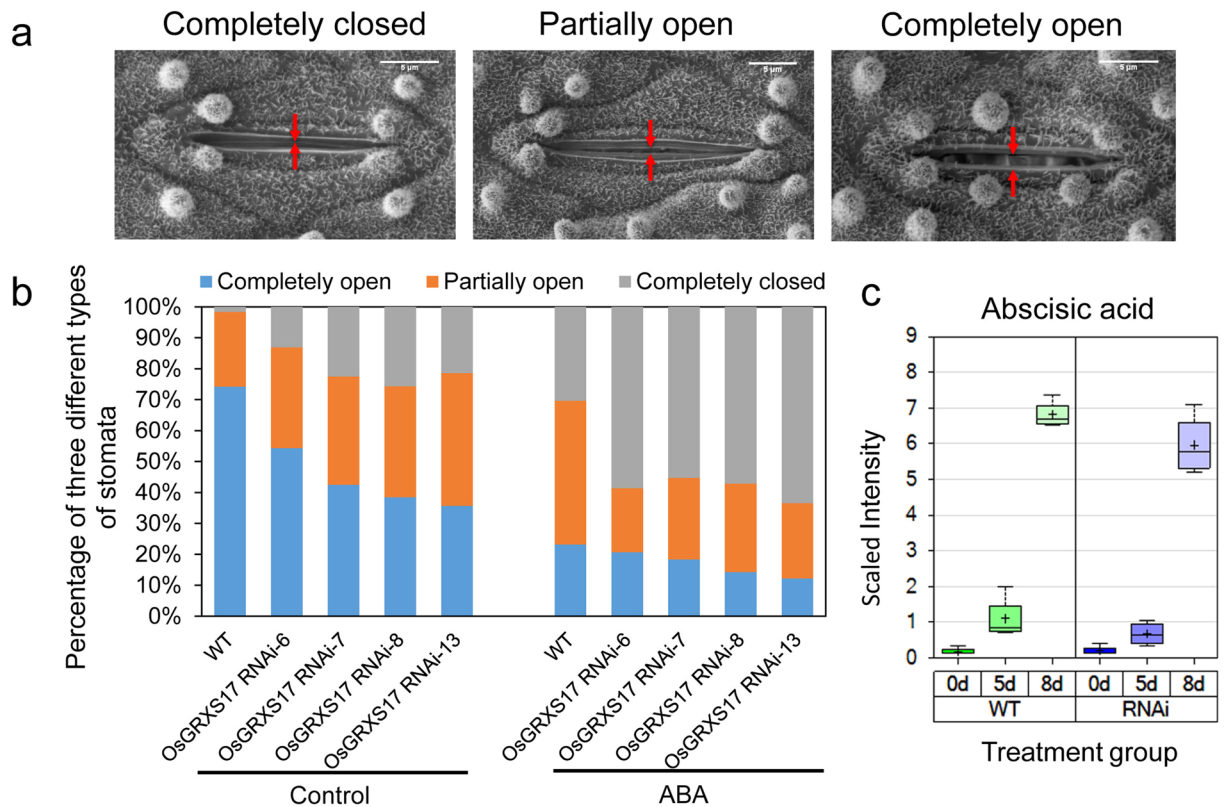 a
Completely closed
Partially open
Completely open
5 µm
5 µm
5 µm
b
Completely open
Partially open
Completely closed
Percentage of three different types
of stomata
100%
90%
80%
70%
60%
50%
40%
30%
20%
10%
0%
WT
OsGRXS17 RNAi-6
OsGRXS17 RNAi-7
OsGRXS17 RNAi-8
OsGRXS17 RNAi-13
WT
OsGRXS17 RNAi-6
OsGRXS17 RNAi-7
OsGRXS17 RNAi-8
OsGRXS17 RNAi-13
Control
ABA
c
Abscisic acid
Scaled Intensity
9
8
7
6
5
4
3
2
1
0
0d 5d 8d 0d 5d 8d
WT RNAi
Treatment group